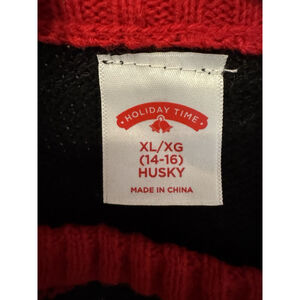 • HOLIDAY TIME •
XL/XG
(14-16)
HUSKY
MADE IN CHINA